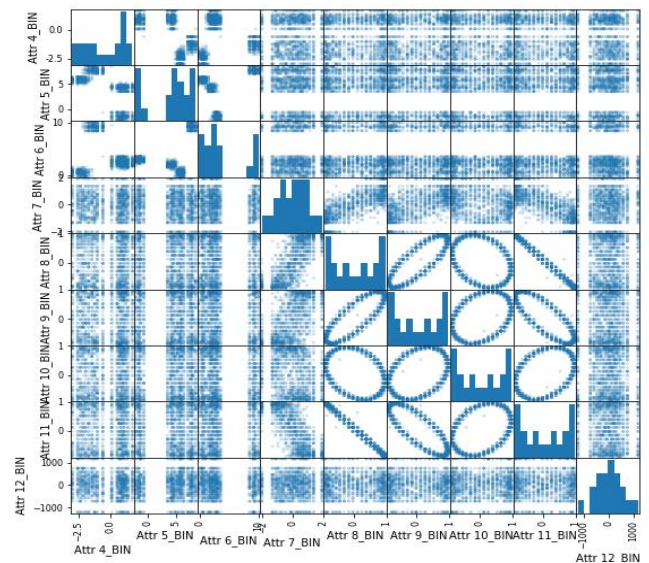 Attr 4_BIN
0.0
-2.5
Attr 5_BIN
5
0
Attr 6_BIN
10
Attr 7_BIN
0
Attr 8_BIN
0
Attr 9_BIN
1
0
Attr 10_BIN
1
0
Attr 11_BIN
1
0
Attr 12_BIN
1000
0
-1000
-2.5
0.0
0
5
0
10
0
2
0
1
0
1
0
1
0
1
-1000
0
1000
Attr 4_BIN
Attr 5_BIN
Attr 6_BIN
Attr 7_BIN
Attr 8_BIN
Attr 9_BIN
Attr 10_BIN
Attr 11_BIN
Attr 12_BIN